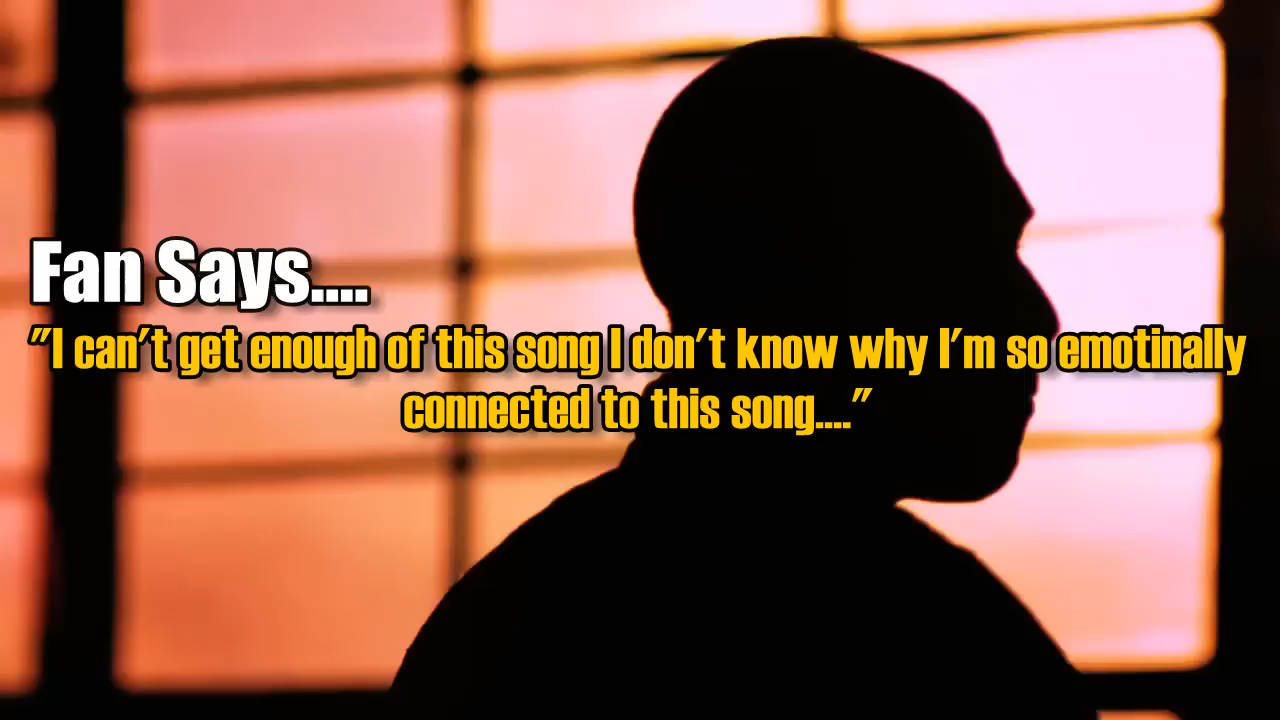 Fan Says....
"I can't get enough of this song I don't know why I'm so emotinally
connected to this song...."